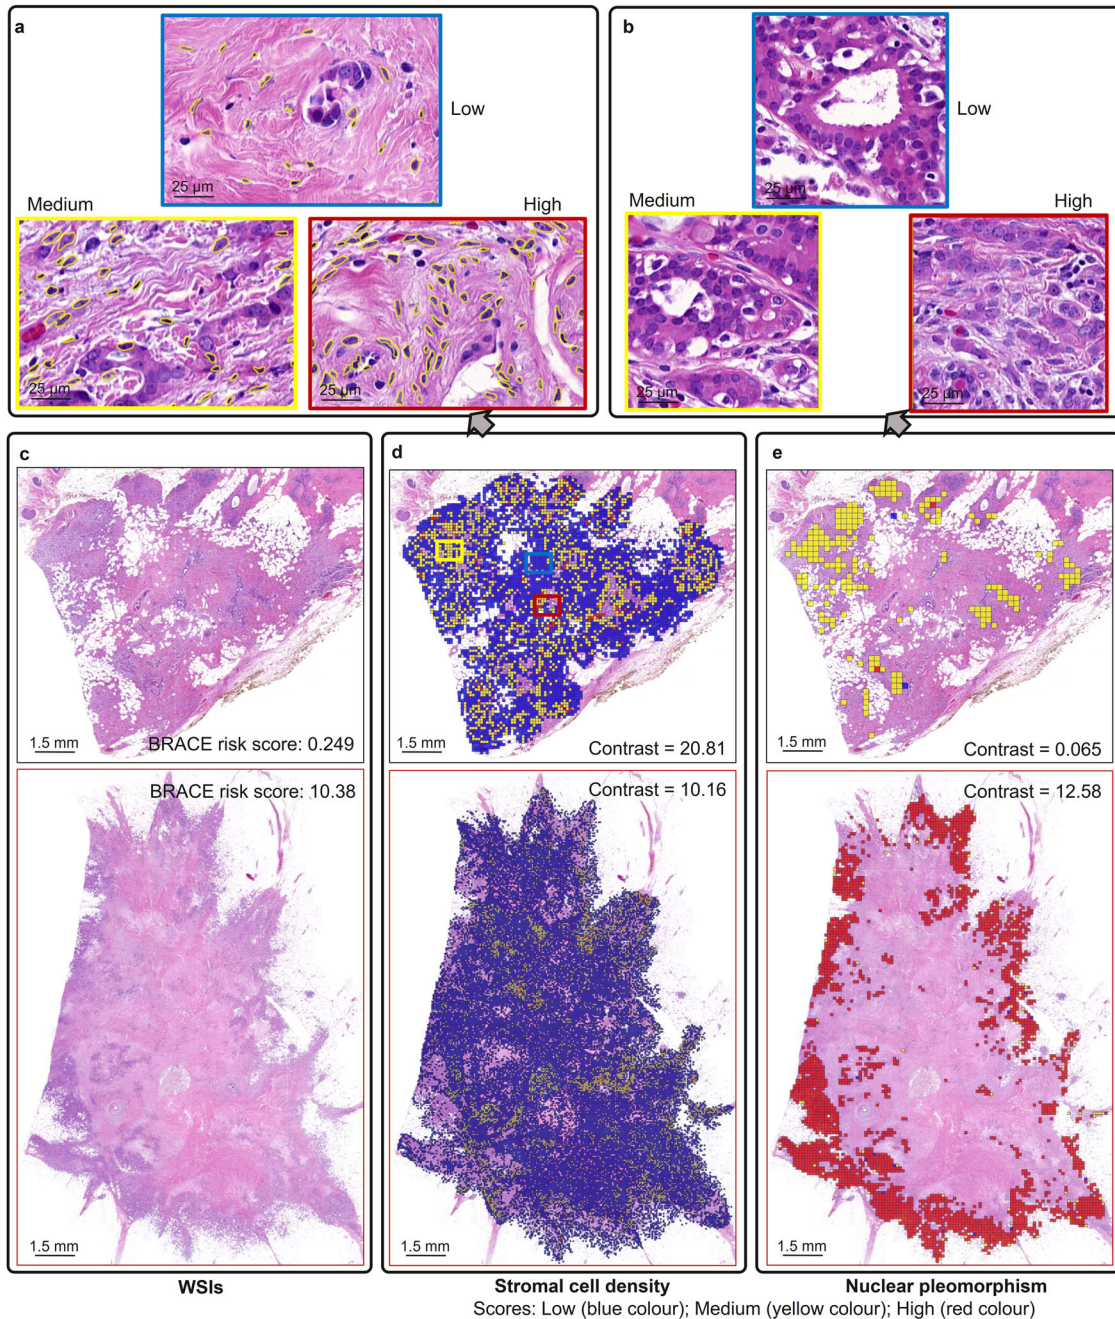 a
Low
25 µm
Medium
High
25 µm
25 µm
b
Low
25 µm
Medium
High
25 µm
25 µm
c
1.5 mm
BRACE risk score: 0.249
BRACE risk score: 10.38
1.5 mm
WSIs
d
1.5 mm
Contrast = 20.81
Contrast = 10.16
1.5 mm
Stromal cell density
e
1.5 mm
Contrast = 0.065
Contrast = 12.58
1.5 mm
Nuclear pleomorphism
Scores: Low (blue colour); Medium (yellow colour); High (red colour)